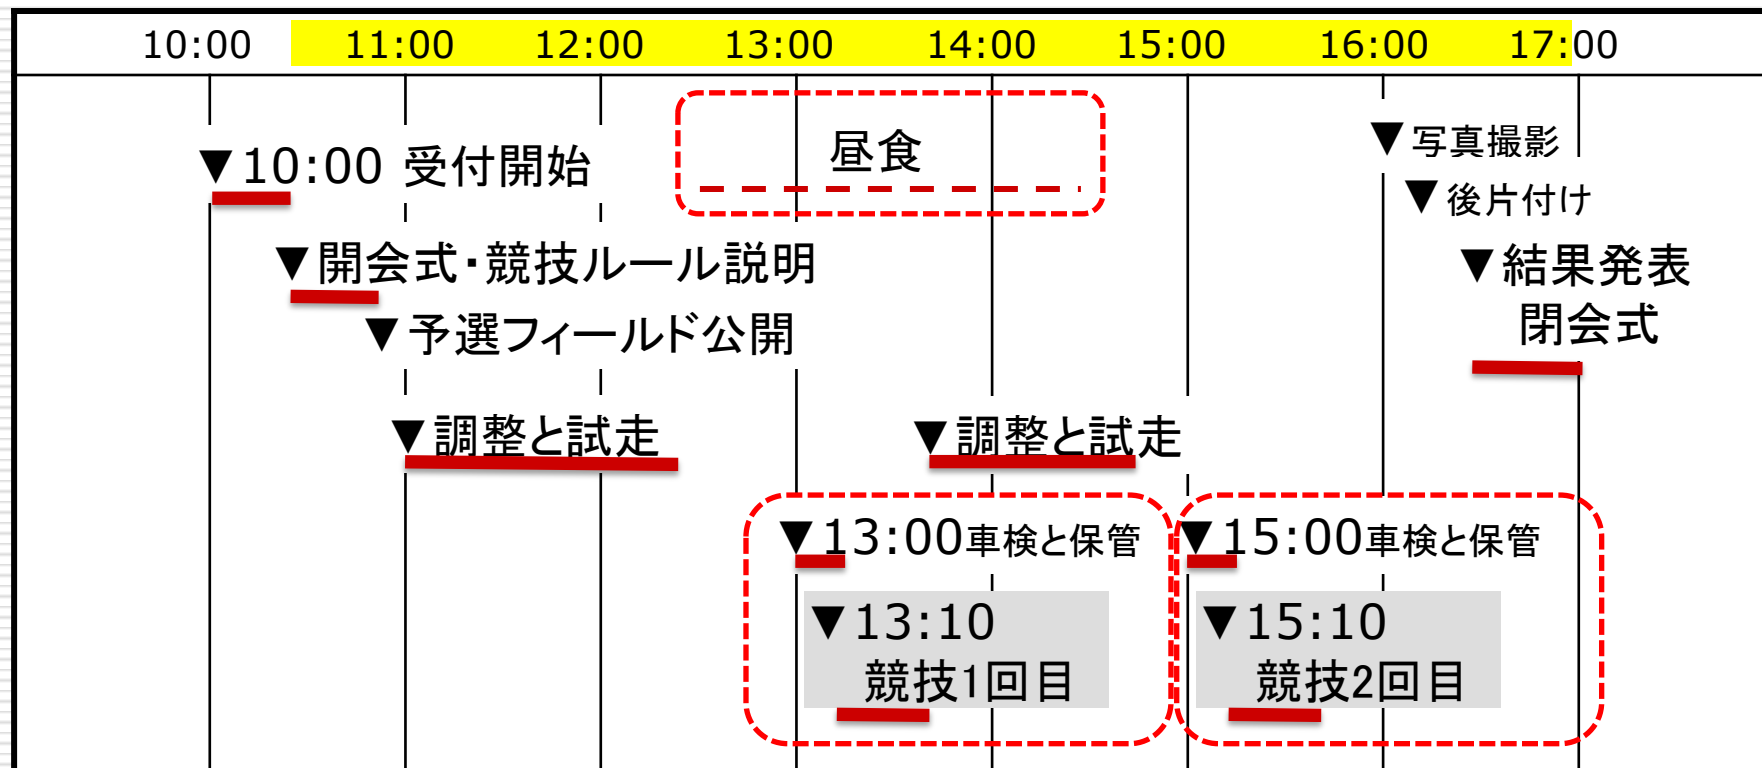 10:00 11:00 12:00 13:00 14:00 15:00 16:00 17:00
昼食
▼写真撮影
▼10:00 受付開始
▼後片付け
▼開会式・競技ルール説明
▼結果発表
閉会式
▼予選フィールド公開
▼調整と試走
▼調整と試走
▼13:00車検と保管
▼15:00車検と保管
▼13:10
競技1回目
▼15:10
競技2回目